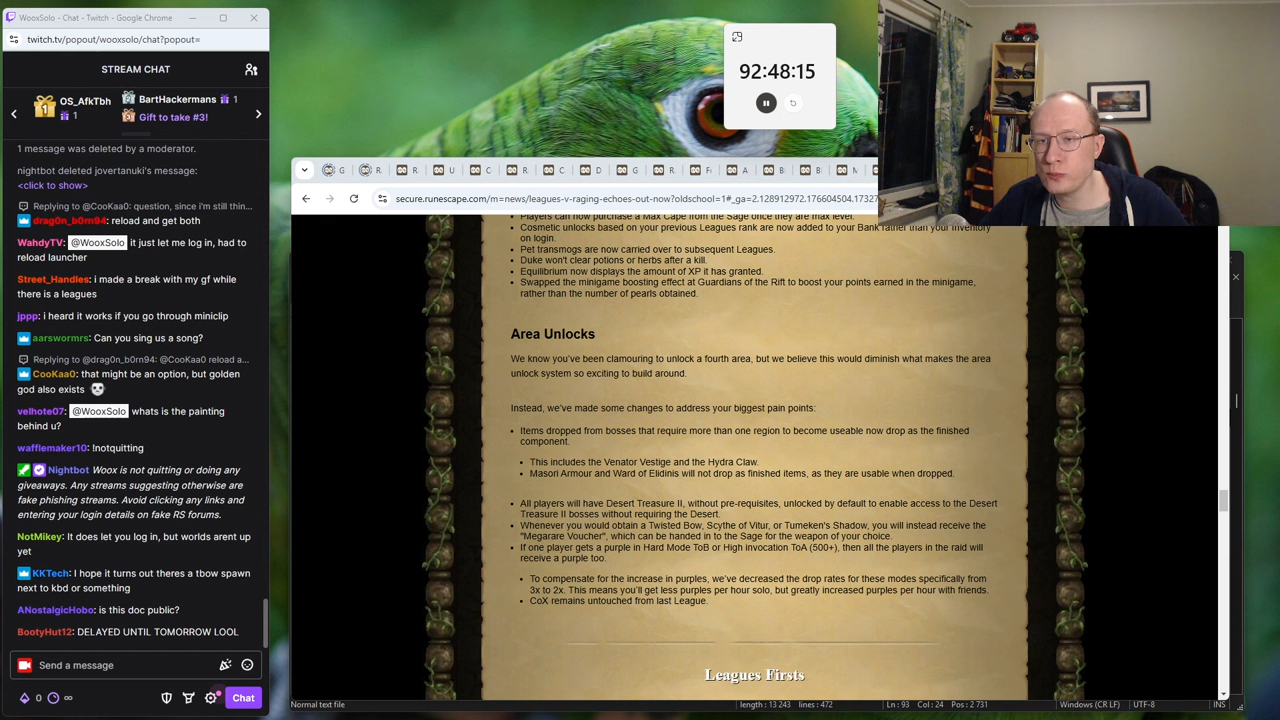 WooxSolo - Chat - Twitch - Google Chrome
twitch.tv/popout/wooxsolo/chat?popout=
STREAM CHAT
OS_AfkTbh
1
BartHackermans 1
Gift to take #3!
1 message was deleted by a moderator.
nightbot deleted jovertanuki's message:
<click to show>
Replying to @CooKaa0: question, since i'm still thin...
drag0n_b0rn94: reload and get both
WahdyTV: @WooxSolo it just let me log in, had to
reload launcher
Street_Handles: i made a break with my gf while
there is a leagues
jppp: i heard it works if you go through miniclip
aarswormrs: Can you sing us a song?
Replying to @drag0n_b0rn94: @CooKaa0 reload a...
CooKaa0: that might be an option, but golden
god also exists
velhote07: @WooxSolo whats is the painting
behind u?
wafflemaker10: !notquitting
Nightbot Woox is not quitting or doing any
giveaways. Any streams suggesting otherwise are
fake phishing streams. Avoid clicking any links and
entering your login details on fake RS forums.
NotMikey: It does let you log in, but worlds arent up
yet
KKTech: I hope it turns out theres a tbow spawn
next to kbd or something
ANostalgicHobo: is this doc public?
BootyHut12: DELAYED UNTIL TOMORROW LOOL
Send a message
0 ∞
Chat
92:48:15
G R R U C R C D G R F A B B M
secure.runescape.com/m=news/leagues-v-raging-echoes-out-now?oldschool=1#_ga=2.128912972.176604504.17327
Players can now purchase a Max Cape from the Sage once they are max level.
Cosmetic unlocks based on your previous Leagues rank are now added to your Bank rather than your inventory
on login.
Pet transmogs are now carried over to subsequent Leagues.
Duke won't clear potions or herbs after a kill.
Equilibrium now displays the amount of XP it has granted.
Swapped the minigame boosting effect at Guardians of the Rift to boost your points earned in the minigame,
rather than the number of pearls obtained.
Area Unlocks
We know you've been clamouring to unlock a fourth area, but we believe this would diminish what makes the area
unlock system so exciting to build around.
Instead, we've made some changes to address your biggest pain points:
Items dropped from bosses that require more than one region to become useable now drop as the finished
component.
This includes the Venator Vestige and the Hydra Claw.
Masori Armour and Ward of Elidinis will not drop as finished items, as they are usable when dropped.
All players will have Desert Treasure II, without pre-requisites, unlocked by default to enable access to the Desert
Treasure II bosses without requiring the Desert.
Whenever you would obtain a Twisted Bow, Scythe of Vitur, or Tumeken's Shadow, you will instead receive the
"Megarare Voucher", which can be handed in to the Sage for the weapon of your choice.
If one player gets a purple in Hard Mode ToB or High invocation ToA (500+), then all the players in the raid will
receive a purple too.
To compensate for the increase in purples, we've decreased the drop rates for these modes specifically from
3x to 2x. This means you'll get less purples per hour solo, but greatly increased purples per hour with friends.
CoX remains untouched from last League.
Leagues Firsts
Normal text file length : 13 243 lines : 472 Ln : 93 Col : 24 Pos : 2 731 Windows (CR LF) UTF-8 INS